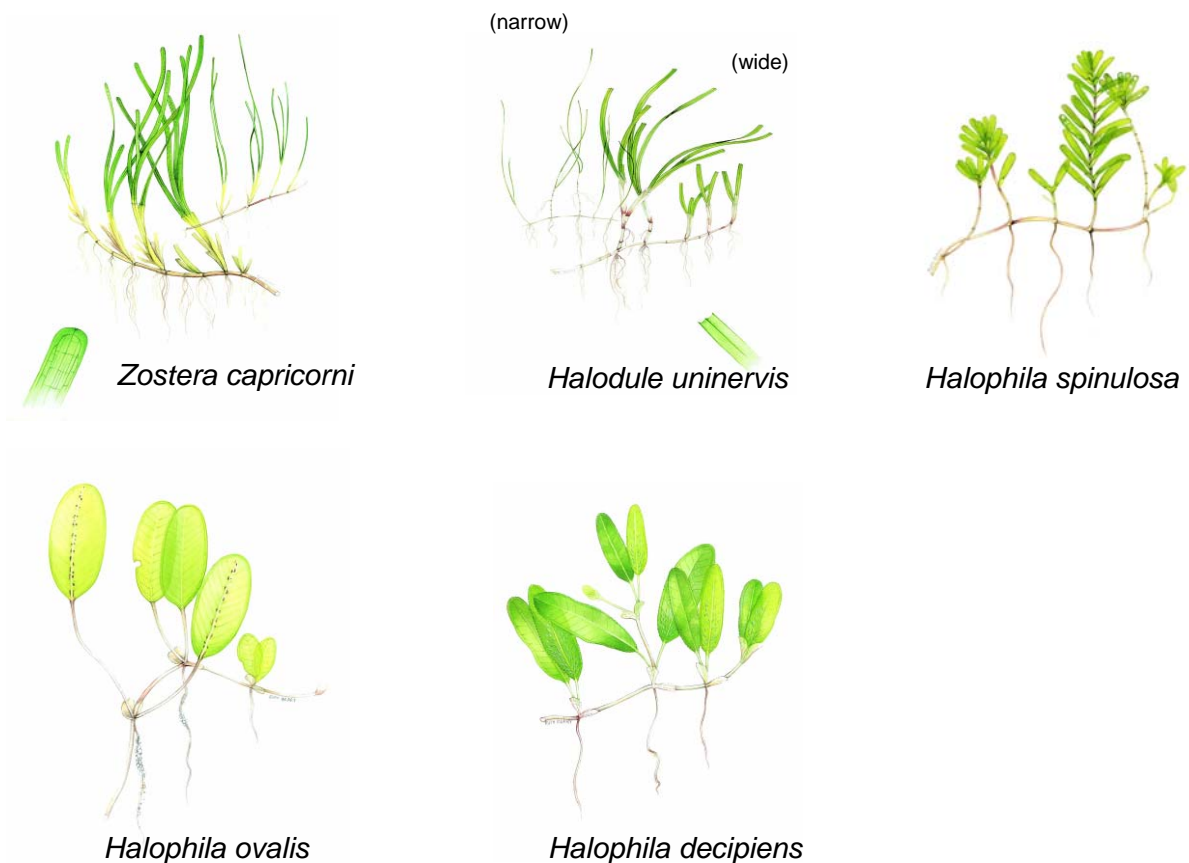 (narrow)
(wide)
Zostera capricorni
Halodule uninervis
Halophila spinulosa
Halophila ovalis
Halophila decipiens